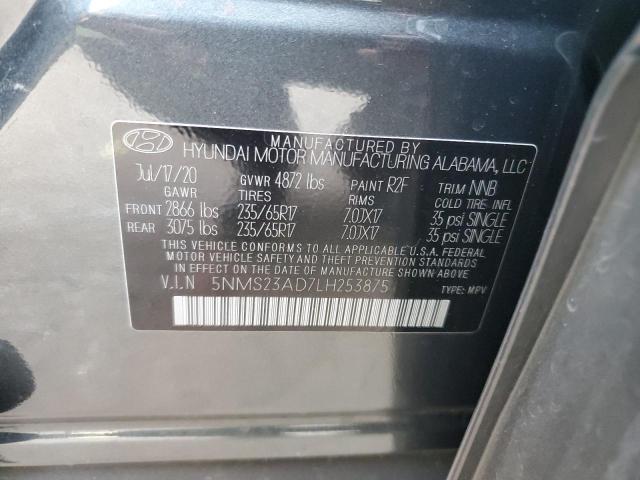 MANUFACTURED BY
HYUNDAI MOTOR MANUFACTURING ALABAMA, LLC
Jul/17/20 GVWR 4872 lbs PAINT R2F TRIM NNB
GAWR TIRES RIMS COLD TIRE INFL
FRONT 2866 lbs 235/65R17 7.0JX17 35 psi SINGLE
REAR 3075 lbs 235/65R17 7.0JX17 35 psi SINGLE
THIS VEHICLE CONFORMS TO ALL APPLICABLE U.S.A. FEDERAL
MOTOR VEHICLE SAFETY AND THEFT PREVENTION STANDARDS
IN EFFECT ON THE DATE OF MANUFACTURE SHOWN ABOVE.
V.I.N 5NMS23AD7LH253875
TYPE: MPV